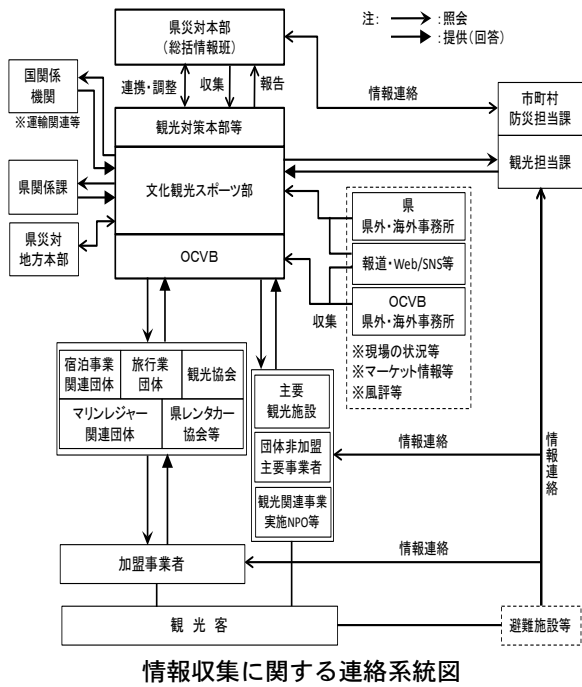 注: :照会
:提供(回答)
県災対本部
(総括情報班)
連携・調整
収集
報告
情報連絡
国関係
機関
※運輸関連等
市町村
防災担当課
観光担当課
観光対策本部等
文化観光スポーツ部
OCVB
県関係課
県災対
地方本部
県
県外・海外事務所
報道・Web/SNS等
OCVB
県外・海外事務所
収集
※現場の状況等
※マーケット情報等
※風評等
宿泊事業
関連団体
旅行業
団体
観光協会
マリンレジャー
関連団体
県レンタカー
協会等
主要
観光施設
団体非加盟
主要事業者
観光関連事業
実施NPO等
情報連絡
情報連絡
情報連絡
加盟事業者
観光客
避難施設等
情報収集に関する連絡系統図